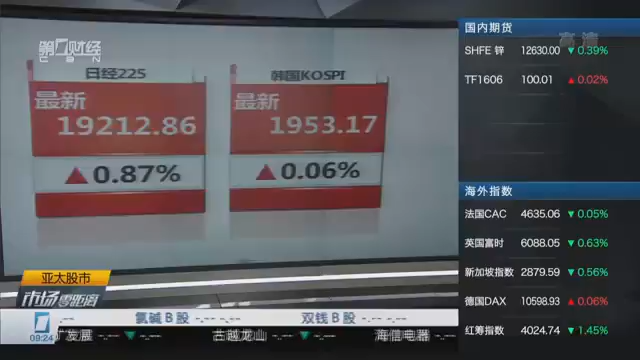 第一财经
CBN
高清
日经225
最新
19212.86
▲0.87%
韩国KOSPI
最新
1953.17
▲0.06%
国内期货
SHFE 锌 12630.00 ▼0.39%
TF1606 100.01 ▲0.02%
海外指数
法国CAC 4635.06 ▼0.05%
英国富时 6088.05 ▼0.63%
新加坡指数 2879.59 ▼0.56%
德国DAX 10598.93 ▲0.06%
红筹指数 4024.74 ▼1.45%
亚太股市
市场零距离
09:24
氯碱B股 --.-- --.-- 双钱B股 --.-- --.--
矿发展 --.-- ▼ --.-- 古越龙山 --.-- ▼ --.-- 海信电器 --.--